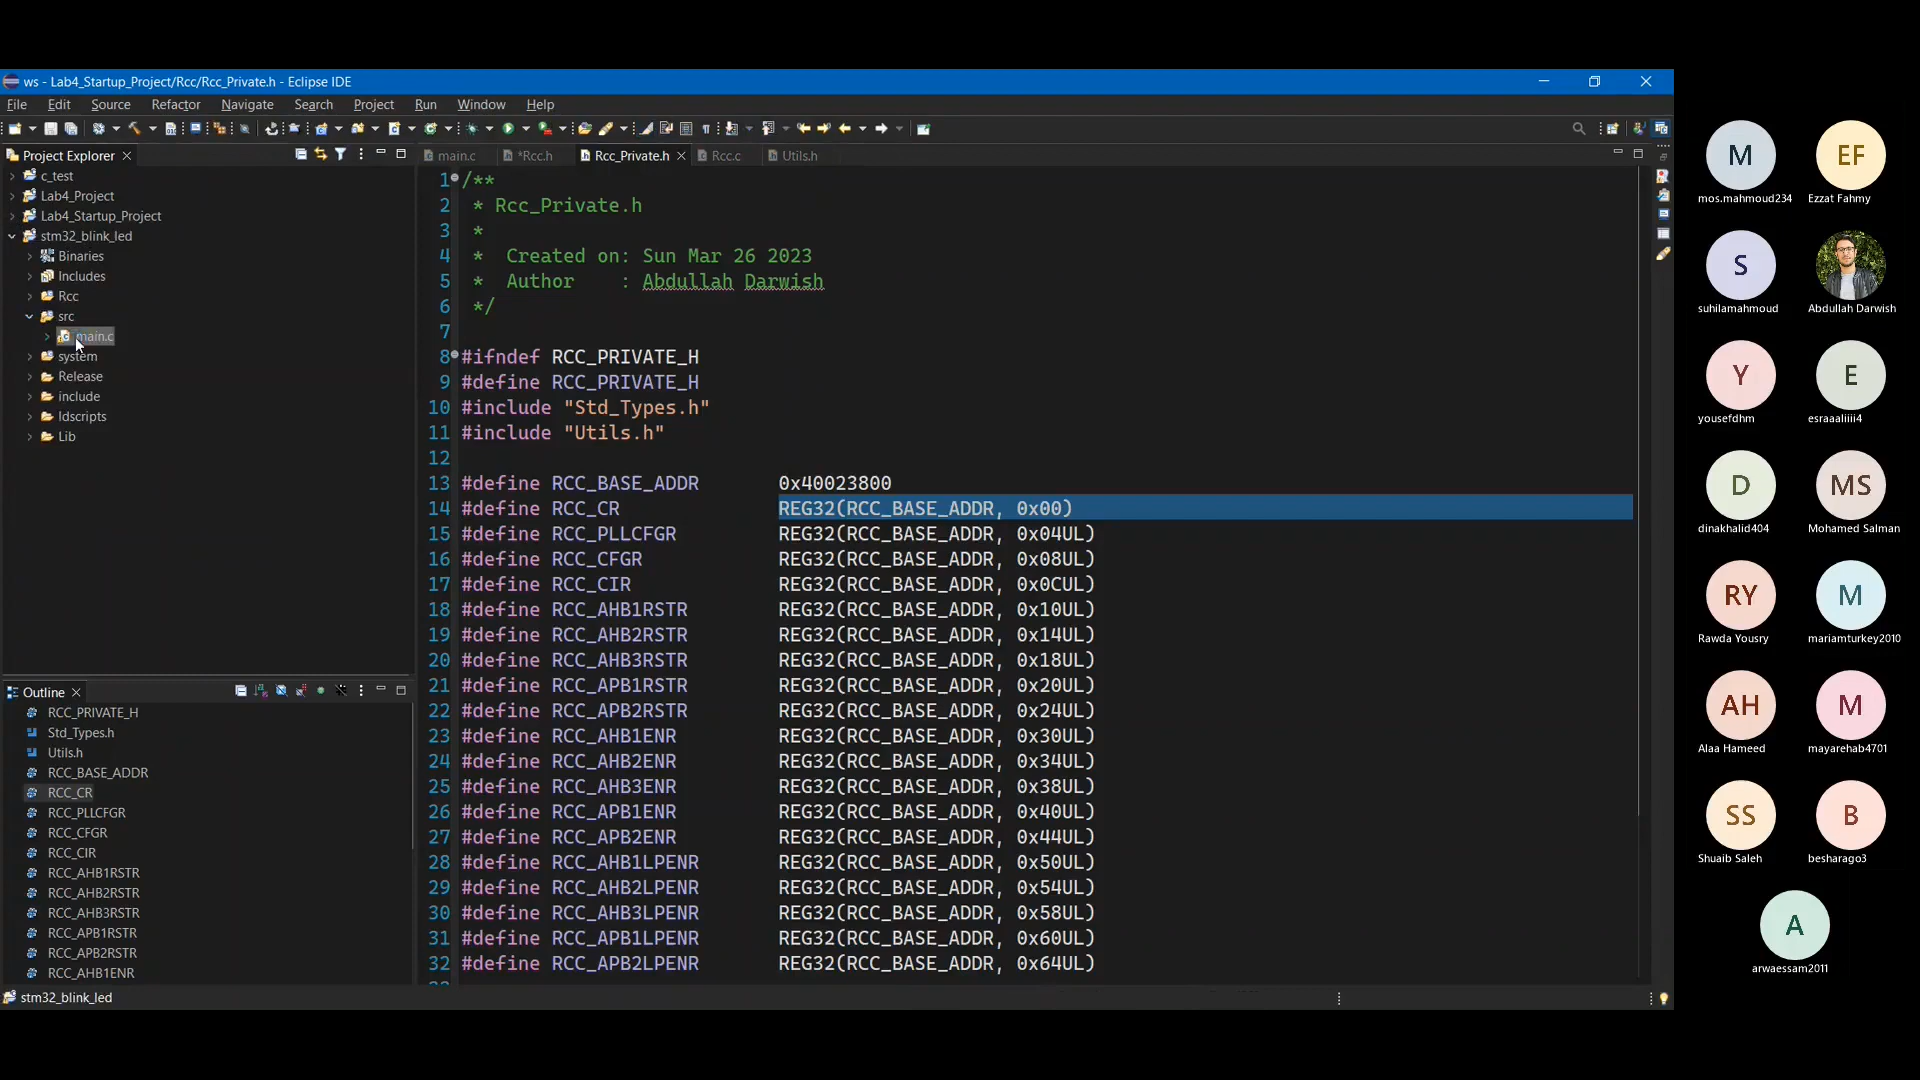 ws - Lab4_Startup_Project/Rcc/Rcc_Private.h - Eclipse IDE
File Edit Source Refactor Navigate Search Project Run Window Help
Project Explorer
main.c *Rcc.h Rcc_Private.h Rcc.c Utils.h
c_test
Lab4_Project
Lab4_Startup_Project
stm32_blink_led
Binaries
Includes
Rcc
src
main.c
system
Release
include
ldscripts
Lib
1 /**
2 * Rcc_Private.h
3 *
4 * Created on: Sun Mar 26 2023
5 * Author : Abdullah Darwish
6 */
7
8 #ifndef RCC_PRIVATE_H
9 #define RCC_PRIVATE_H
10 #include "Std_Types.h"
11 #include "Utils.h"
12
13 #define RCC_BASE_ADDR 0x40023800
14 #define RCC_CR REG32(RCC_BASE_ADDR, 0x00)
15 #define RCC_PLLCFGR REG32(RCC_BASE_ADDR, 0x04UL)
16 #define RCC_CFGR REG32(RCC_BASE_ADDR, 0x08UL)
17 #define RCC_CIR REG32(RCC_BASE_ADDR, 0x0CUL)
18 #define RCC_AHB1RSTR REG32(RCC_BASE_ADDR, 0x10UL)
19 #define RCC_AHB2RSTR REG32(RCC_BASE_ADDR, 0x14UL)
20 #define RCC_AHB3RSTR REG32(RCC_BASE_ADDR, 0x18UL)
21 #define RCC_APB1RSTR REG32(RCC_BASE_ADDR, 0x20UL)
22 #define RCC_APB2RSTR REG32(RCC_BASE_ADDR, 0x24UL)
23 #define RCC_AHB1ENR REG32(RCC_BASE_ADDR, 0x30UL)
24 #define RCC_AHB2ENR REG32(RCC_BASE_ADDR, 0x34UL)
25 #define RCC_AHB3ENR REG32(RCC_BASE_ADDR, 0x38UL)
26 #define RCC_APB1ENR REG32(RCC_BASE_ADDR, 0x40UL)
27 #define RCC_APB2ENR REG32(RCC_BASE_ADDR, 0x44UL)
28 #define RCC_AHB1LPENR REG32(RCC_BASE_ADDR, 0x50UL)
29 #define RCC_AHB2LPENR REG32(RCC_BASE_ADDR, 0x54UL)
30 #define RCC_AHB3LPENR REG32(RCC_BASE_ADDR, 0x58UL)
31 #define RCC_APB1LPENR REG32(RCC_BASE_ADDR, 0x60UL)
32 #define RCC_APB2LPENR REG32(RCC_BASE_ADDR, 0x64UL)
Outline
RCC_PRIVATE_H
Std_Types.h
Utils.h
RCC_BASE_ADDR
RCC_CR
RCC_PLLCFGR
RCC_CFGR
RCC_CIR
RCC_AHB1RSTR
RCC_AHB2RSTR
RCC_AHB3RSTR
RCC_APB1RSTR
RCC_APB2RSTR
RCC_AHB1ENR
stm32_blink_led
M EF
mos.mahmoud234 Ezzat Fahmy
S
suhilamahmoud Abdullah Darwish
Y E
yousefdhm esraaaliiii4
D MS
dinakhalid404 Mohamed Salman
RY M
Rawda Yousry mariamturkey2010
AH M
Alaa Hameed mayarehab4701
SS B
Shuaib Saleh besharago3
A
arwaessam2011